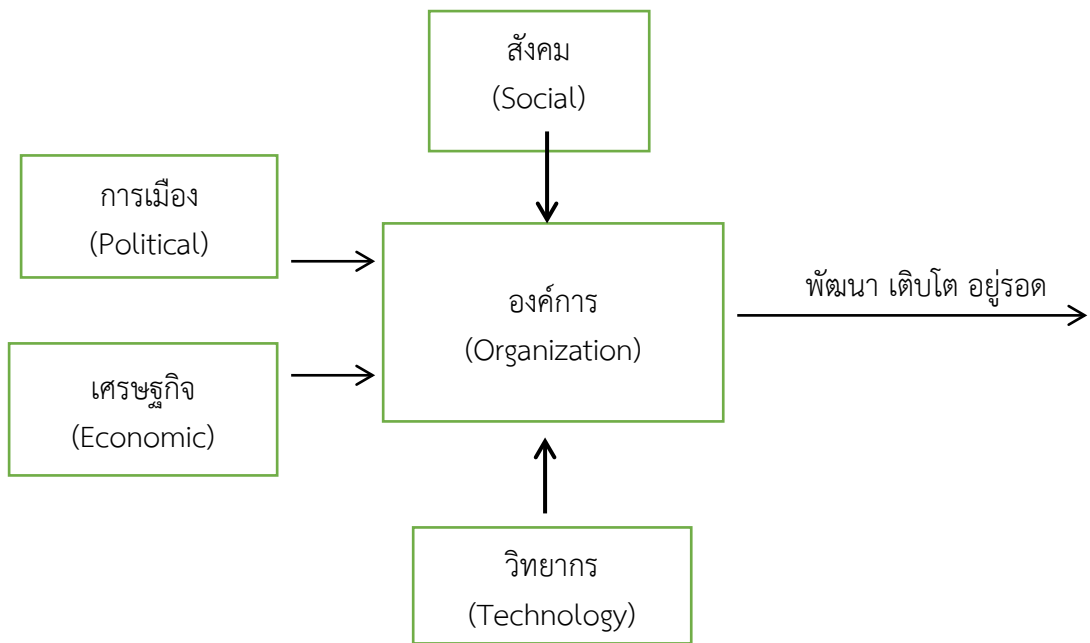 สังคม
(Social)
การเมือง
(Political)
องค์การ
(Organization)
พัฒนา เติบโต อยู่รอด
เศรษฐกิจ
(Economic)
วิทยากร
(Technology)